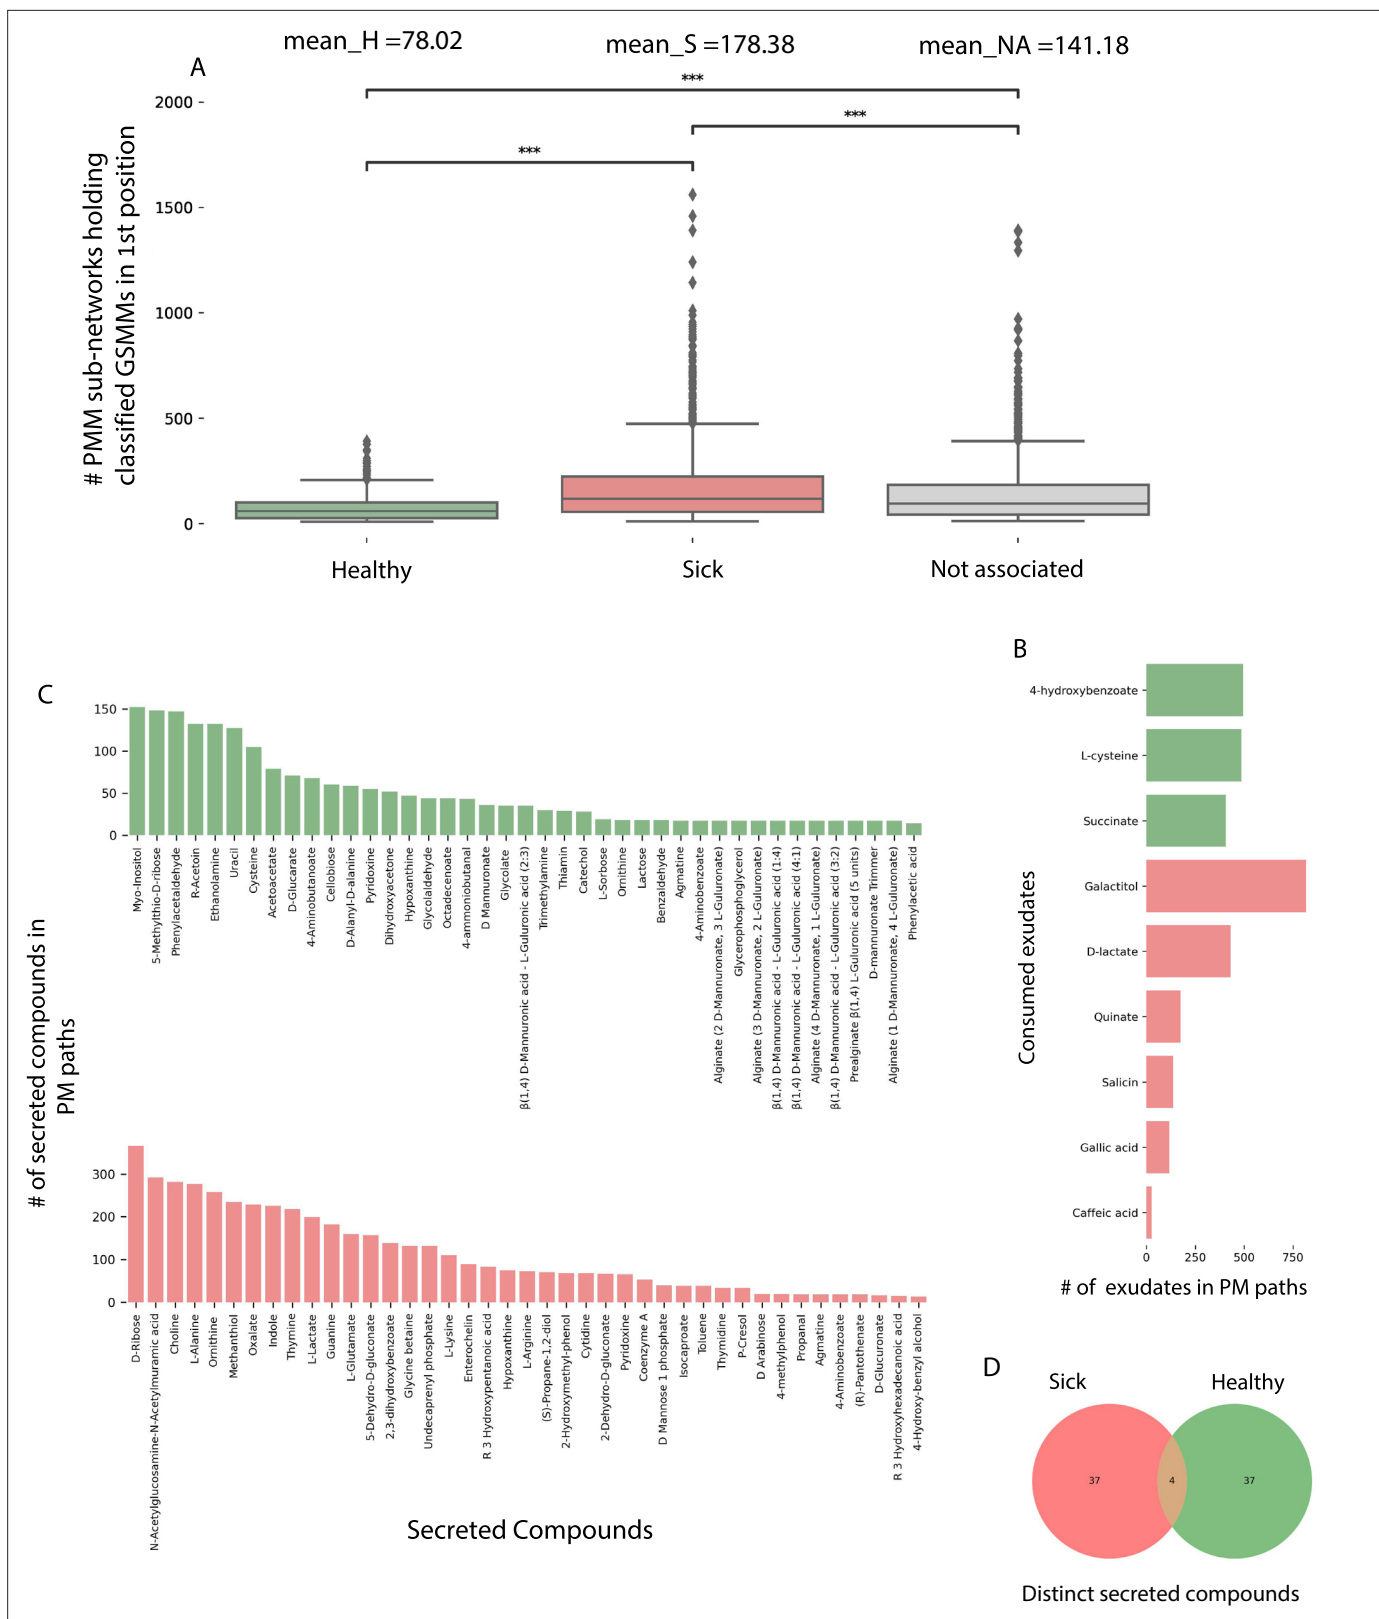 mean_H =78.02
mean_S =178.38
mean_NA =141.18
A
***
***
***
# PMM sub-networks holding
classified GSMMs in 1st position
2000
1500
1000
500
0
Healthy
Sick
Not associated
B
Consumed exudates
4-hydroxybenzoate
L-cysteine
Succinate
Galactitol
D-lactate
Quinate
Salicin
Gallic acid
Caffeic acid
0
250
500
750
# of exudates in PM paths
C
# of secreted compounds in
PM paths
150
100
50
0
Myo-Inositol
5-Methylthio-D-ribose
Phenylacetaldehyde
R-Acetoin
Ethanolamine
Uracil
Cysteine
Acetoacetate
D-Glucarate
4-Aminobutanoate
Cellobiose
D-Alanyl-D-alanine
Pyridoxine
Dihydroxyacetone
Hypoxanthine
Glycolaldehyde
Octadecenoate
4-ammoniobutanal
D Mannuronate
Glycolate
β(1,4) D-Mannuronic acid - L-Guluronic acid (2:3)
Trimethylamine
Thiamin
Catechol
L-Sorbose
Ornithine
Lactose
Benzaldehyde
Agmatine
4-Aminobenzoate
Alginate (2 D-Mannuronate, 3 L-Guluronate)
Glycerophosphoglycerol
Alginate (3 D-Mannuronate, 2 L-Guluronate)
β(1,4) D-Mannuronic acid - L-Guluronic acid (1:4)
β(1,4) D-Mannuronic acid - L-Guluronic acid (4:1)
Alginate (4 D-Mannuronate, 1 L-Guluronate)
β(1,4) D-Mannuronic acid - L-Guluronic acid (3:2)
Prealginate β(1,4) L-Guluronic acid (5 units)
D-mannuronate Trimmer
Alginate (1 D-Mannuronate, 4 L-Guluronate)
Phenylacetic acid
300
200
100
0
D-Ribose
N-Acetylglucosamine-N-Acetylmuramic acid
Choline
L-Alanine
Ornithine
Methanthiol
Oxalate
Indole
Thymine
L-Lactate
Guanine
L-Glutamate
5-Dehydro-D-gluconate
2,3-dihydroxybenzoate
Glycine betaine
Undecaprenyl phosphate
L-Lysine
Enterochelin
R 3 Hydroxypentanoic acid
Hypoxanthine
L-Arginine
(S)-Propane-1,2-diol
2-Hydroxymethyl-phenol
Cytidine
2-Dehydro-D-gluconate
Pyridoxine
Coenzyme A
D Mannose 1 phosphate
Isocaproate
Toluene
Thymidine
P-Cresol
D Arabinose
4-methylphenol
Propanal
Agmatine
4-Aminobenzoate
(R)-Pantothenate
D-Glucuronate
R 3 Hydroxyhexadecanoic acid
4-Hydroxy-benzyl alcohol
Secreted Compounds
D
Sick
Healthy
37
4
37
Distinct secreted compounds